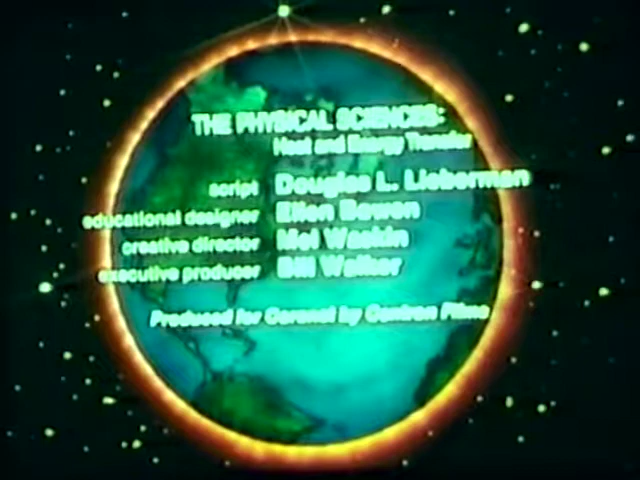 THE PHYSICAL SCIENCES:
Heat and Energy Transfer
script Douglas L. Lieberman
educational designer Ellen Bowen
creative director Mel Waskin
executive producer Bill Walker
Produced for Coronet by Centron Films